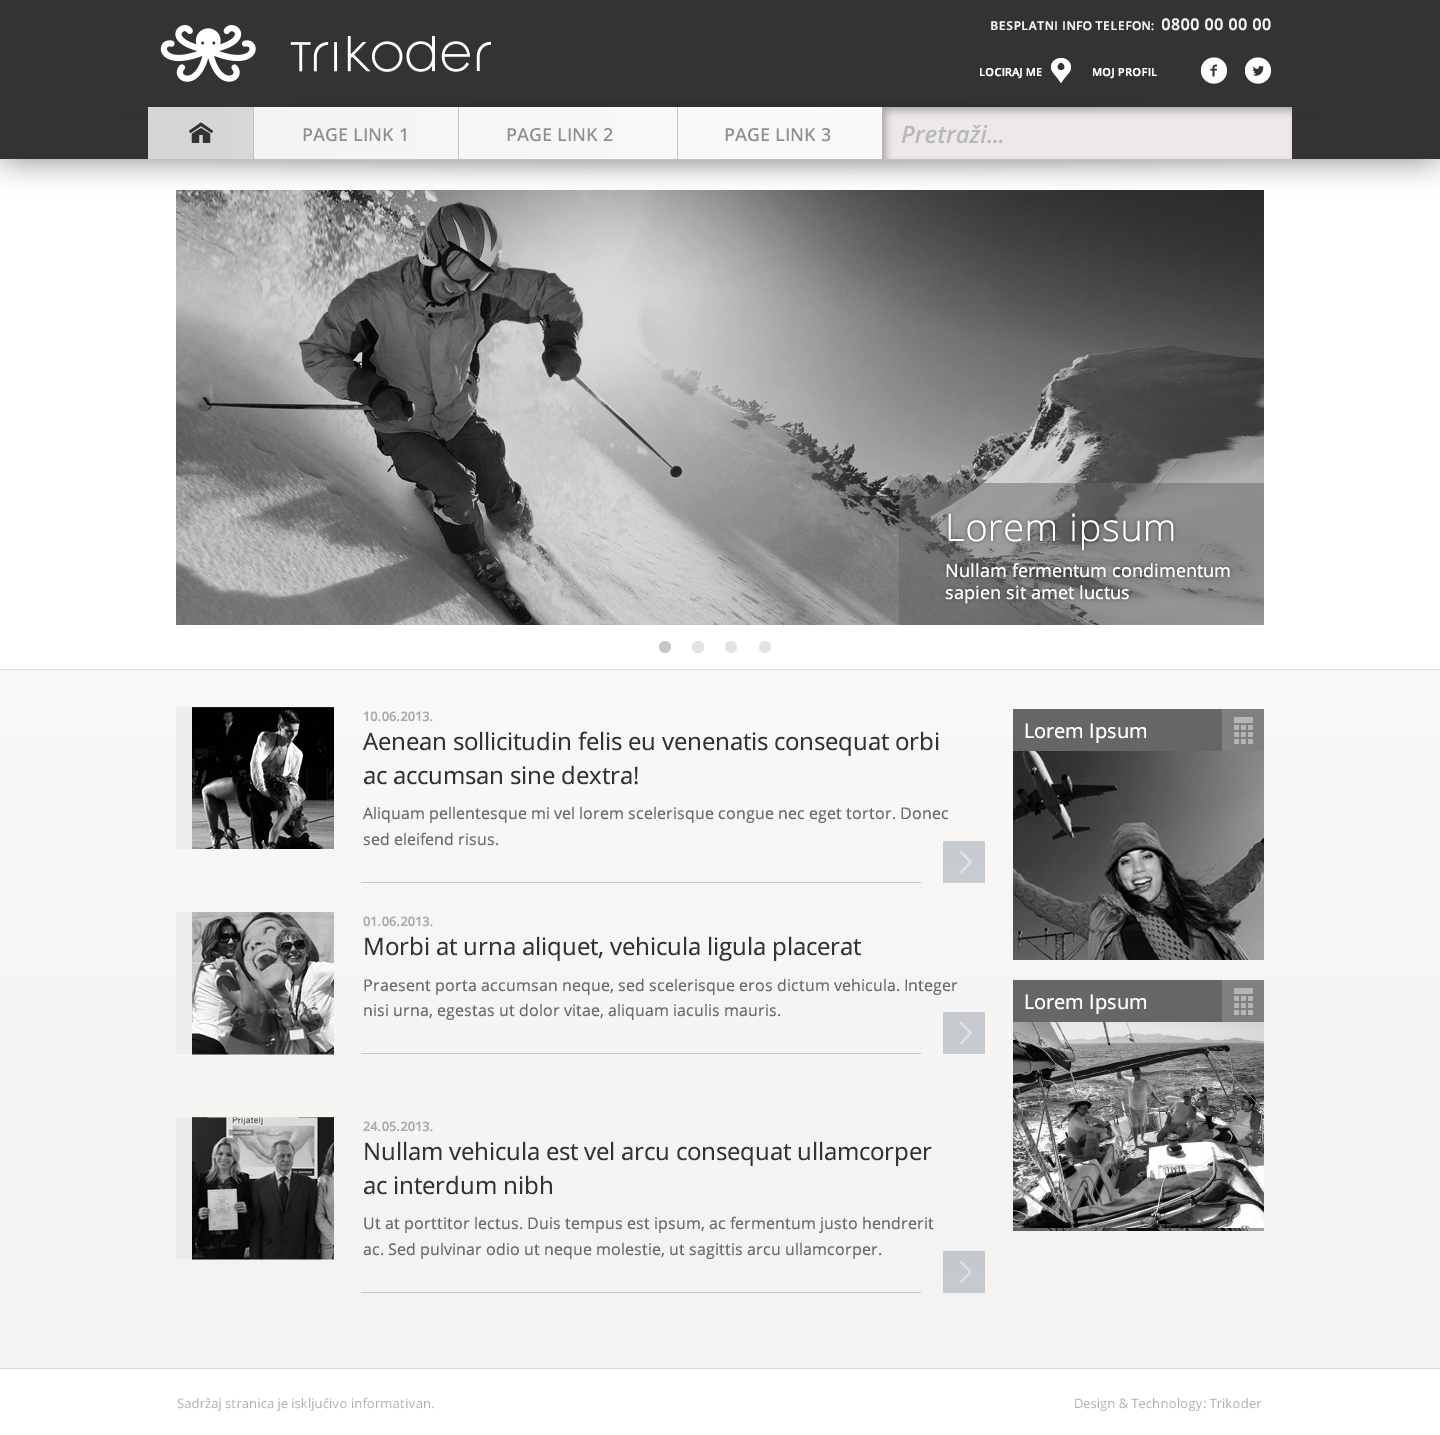 Trikoder
BESPLATNI INFO TELEFON: 0800 00 00 00
LOCIRAJ ME
MOJ PROFIL
PAGE LINK 1
PAGE LINK 2
PAGE LINK 3
Pretraži...
Lorem ipsum
Nullam fermentum condimentum
sapien sit amet luctus
10.06.2013.
Aenean sollicitudin felis eu venenatis consequat orbi
ac accumsan sine dextra!
Aliquam pellentesque mi vel lorem scelerisque congue nec eget tortor. Donec
sed eleifend risus.
01.06.2013.
Morbi at urna aliquet, vehicula ligula placerat
Praesent porta accumsan neque, sed scelerisque eros dictum vehicula. Integer
nisi urna, egestas ut dolor vitae, aliquam iaculis mauris.
Prijatelj
24.05.2013.
Nullam vehicula est vel arcu consequat ullamcorper
ac interdum nibh
Ut at porttitor lectus. Duis tempus est ipsum, ac fermentum justo hendrerit
ac. Sed pulvinar odio ut neque molestie, ut sagittis arcu ullamcorper.
Lorem Ipsum
Lorem Ipsum
Sadržaj stranica je isključivo informativan.
Design & Technology: Trikoder